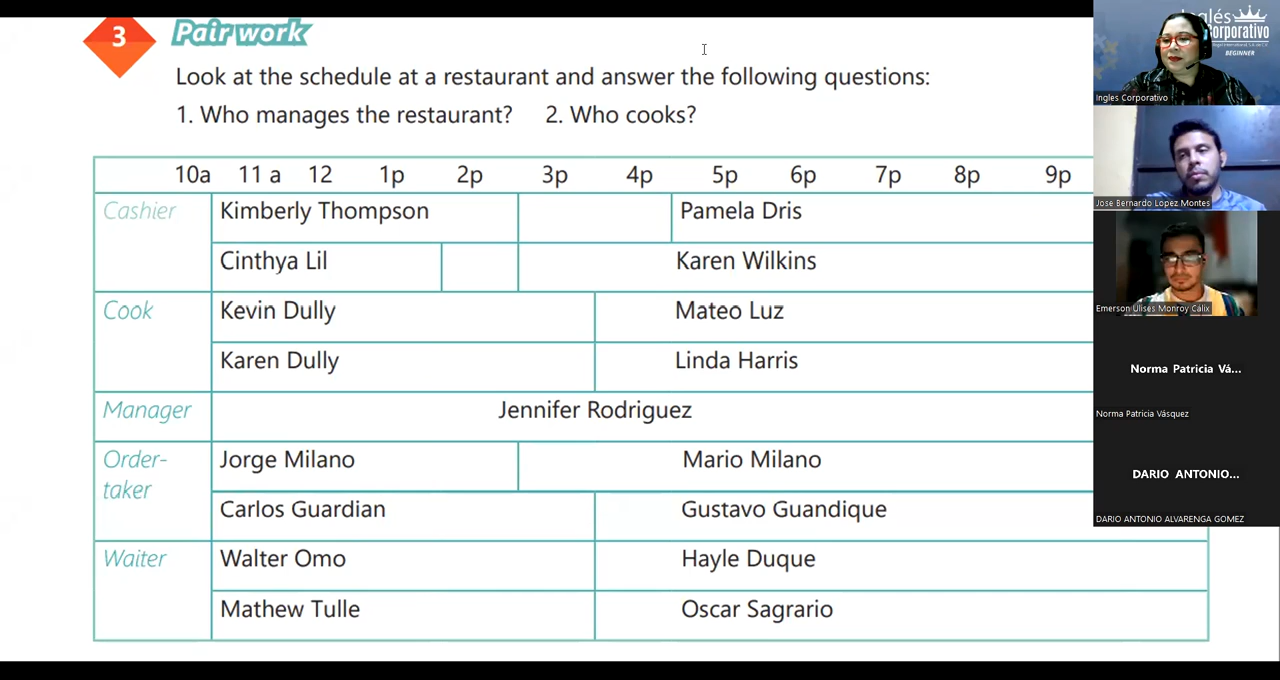 3 Pair work
Look at the schedule at a restaurant and answer the following questions:
1. Who manages the restaurant? 2. Who cooks?
10a 11 a 12 1p 2p 3p 4p 5p 6p 7p 8p 9p
Cashier Kimberly Thompson Pamela Dris
Cinthya Lil Karen Wilkins
Cook Kevin Dully Mateo Luz
Karen Dully Linda Harris
Manager Jennifer Rodriguez
Order- Jorge Milano Mario Milano
taker
Carlos Guardian Gustavo Guandique
Waiter Walter Omo Hayle Duque
Mathew Tulle Oscar Sagrario
Inglés
Corporativo
BEGINNER
Ingles Corporativo
Jose Bernardo Lopez Montes
Emerson Ulises Monroy Cálix
Norma Patricia Vá...
Norma Patricia Vásquez
DARIO ANTONIO...
DARIO ANTONIO ALVARENGA GOMEZ